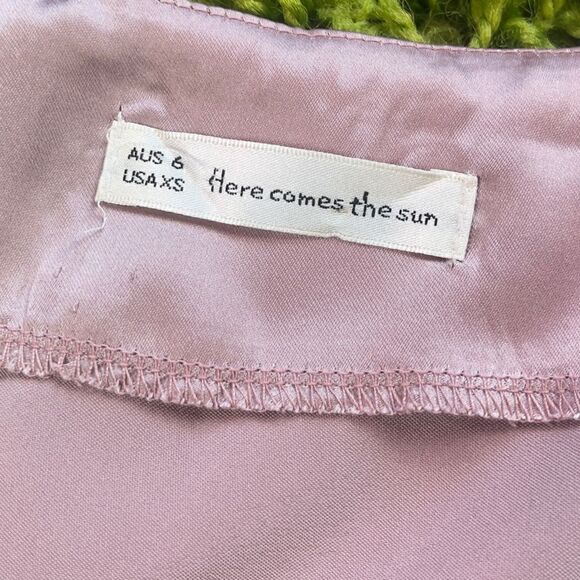 AUS 6
USA XS
Here comes the sun